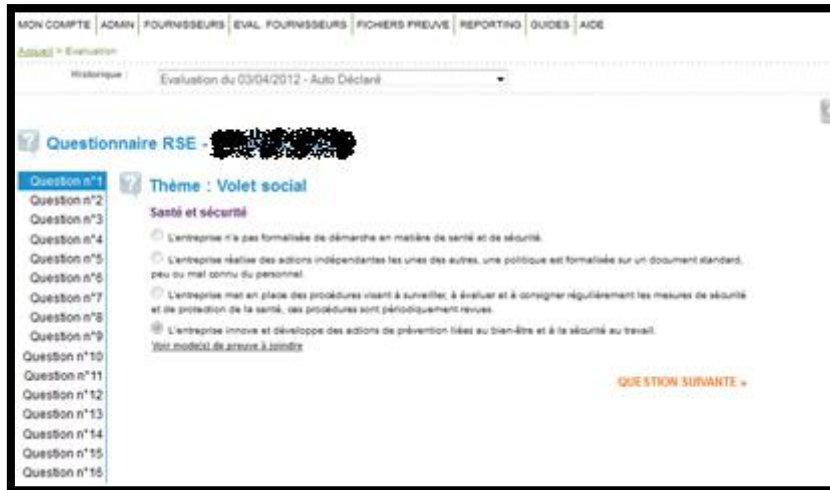 MON COMPTE ADMIN FOURNISSEURS EVAL. FOURNISSEURS FICHIERS PREUVE REPORTING GUIDES AIDE
Accueil > Evaluation
Historique : Evaluation du 03/04/2012 - Auto Déclaré
Questionnaire RSE -
Question n°1
Question n°2
Question n°3
Question n°4
Question n°5
Question n°6
Question n°7
Question n°8
Question n°9
Question n°10
Question n°11
Question n°12
Question n°13
Question n°14
Question n°15
Question n°16
Thème : Volet social
Santé et sécurité
L'entreprise n'a pas formalisée de démarche en matière de santé et de sécurité.
L'entreprise réalise des actions indépendantes les unes des autres, une politique est formalisée sur un document standard,
peu ou mal connu du personnel.
L'entreprise met en place des procédures visant à surveiller, à évaluer et à consigner régulièrement les mesures de sécurité
et de protection de la santé, ces procédures sont périodiquement revues.
L'entreprise innove et développe des actions de prévention liées au bien-être et à la sécurité au travail.
Voir mode(s) de preuve à joindre
QUESTION SUIVANTE »